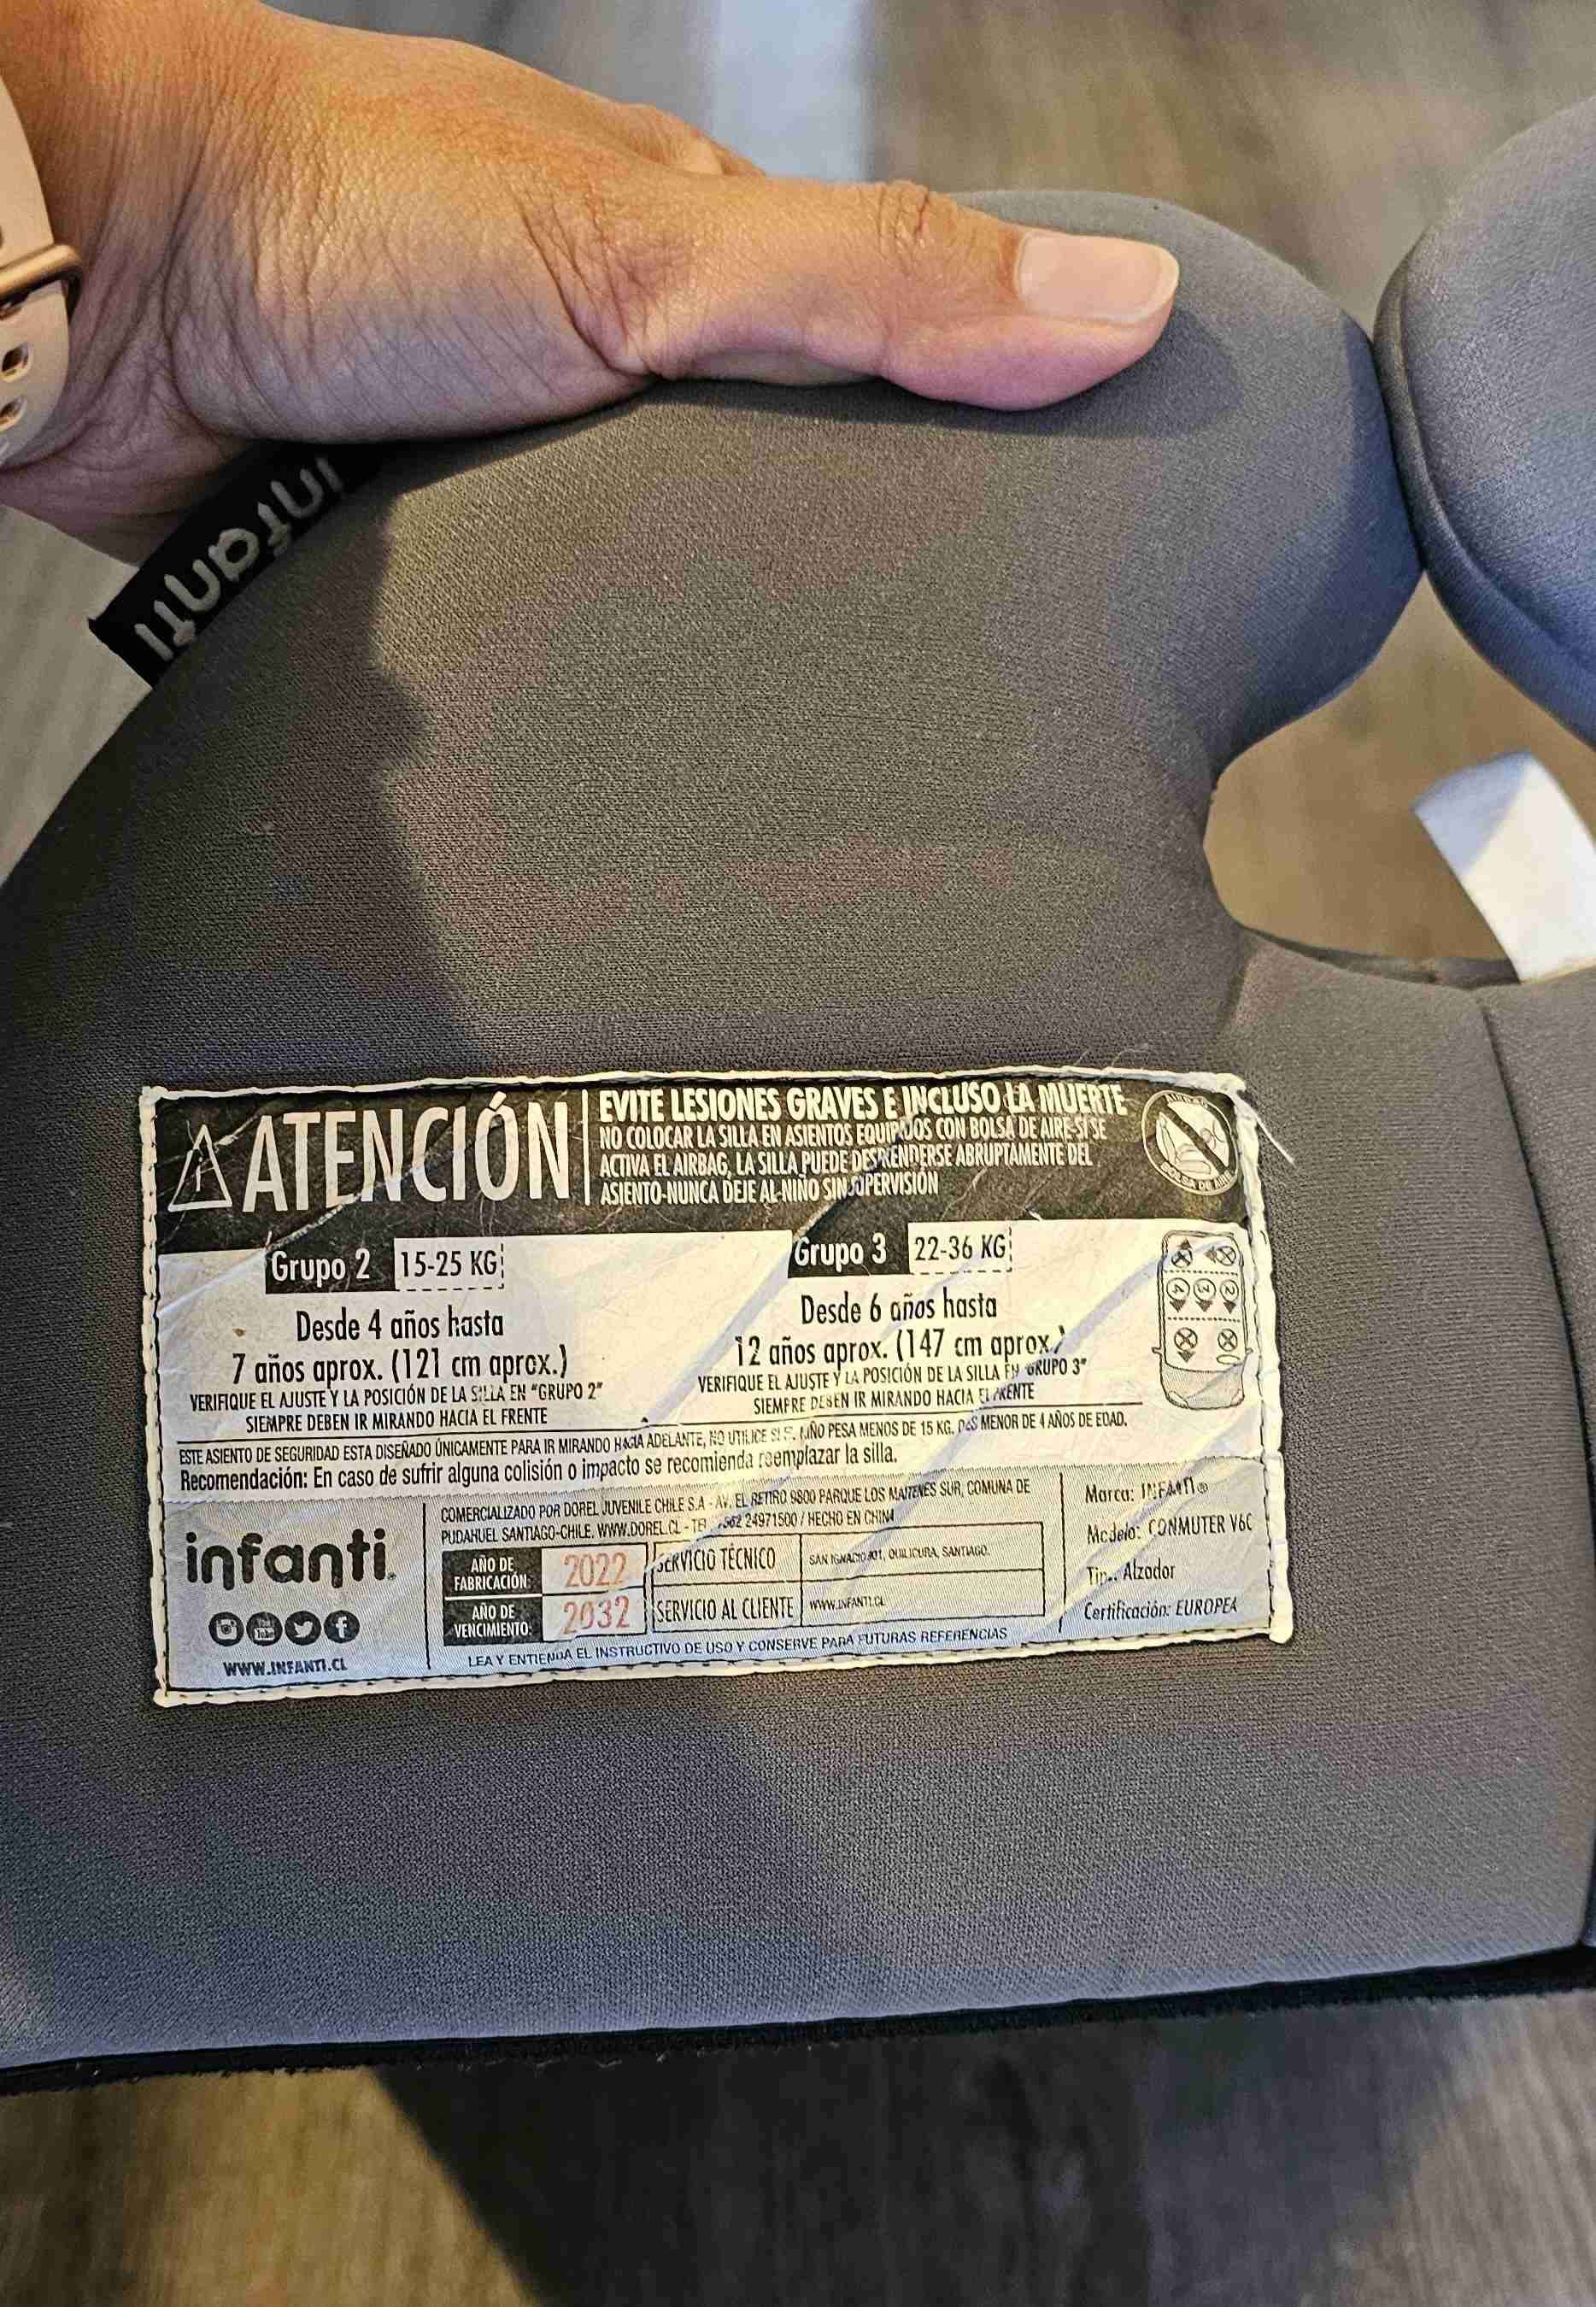 infanti
ATENCIÓN
EVITE LESIONES GRAVES E INCLUSO LA MUERTE
NO COLOCAR LA SILLA EN ASIENTOS EQUIPADOS CON BOLSA DE AIRE-SI SE
ACTIVA EL AIRBAG, LA SILLA PUEDE DESPRENDERSE ABRUPTAMENTE DEL
ASIENTO-NUNCA DEJE AL NIÑO SIN SUPERVISIÓN
AIRBAG
BOLSA DE AIRE
Grupo 2 15-25 KG
Desde 4 años hasta
7 años aprox. (121 cm aprox.)
VERIFIQUE EL AJUSTE Y LA POSICIÓN DE LA SILLA EN "GRUPO 2"
SIEMPRE DEBEN IR MIRANDO HACIA EL FRENTE
Grupo 3 22-36 KG
Desde 6 años hasta
12 años aprox. (147 cm aprox.)
VERIFIQUE EL AJUSTE Y LA POSICIÓN DE LA SILLA EN "GRUPO 3"
SIEMPRE DEBEN IR MIRANDO HACIA EL FRENTE
ESTE ASIENTO DE SEGURIDAD ESTA DISEÑADO ÚNICAMENTE PARA IR MIRANDO HACIA ADELANTE, NO UTILICE SI EL NIÑO PESA MENOS DE 15 KG. MENOR DE 4 AÑOS DE EDAD.
Recomendación: En caso de sufrir alguna colisión o impacto se recomienda reemplazar la silla.
infanti
WWW.INFANTI.CL
COMERCIALIZADO POR DOREL JUVENILE CHILE S.A - AV. EL RETIRO 9800 PARQUE LOS MAITENES SUR, COMUNA DE
PUDAHUEL SANTIAGO-CHILE. WWW.DOREL.CL - TEL +562 24971500 / HECHO EN CHINA
AÑO DE FABRICACIÓN: 2022
AÑO DE VENCIMIENTO: 2032
SERVICIO TÉCNICO SAN IGNACIO 301, QUILICURA, SANTIAGO.
SERVICIO AL CLIENTE WWW.INFANTI.CL
LEA Y ENTIENDA EL INSTRUCTIVO DE USO Y CONSERVE PARA FUTURAS REFERENCIAS
Marca: INFANTI®
Modelo: CONMUTER V6C
Tipo: Alzador
Certificación: EUROPEA